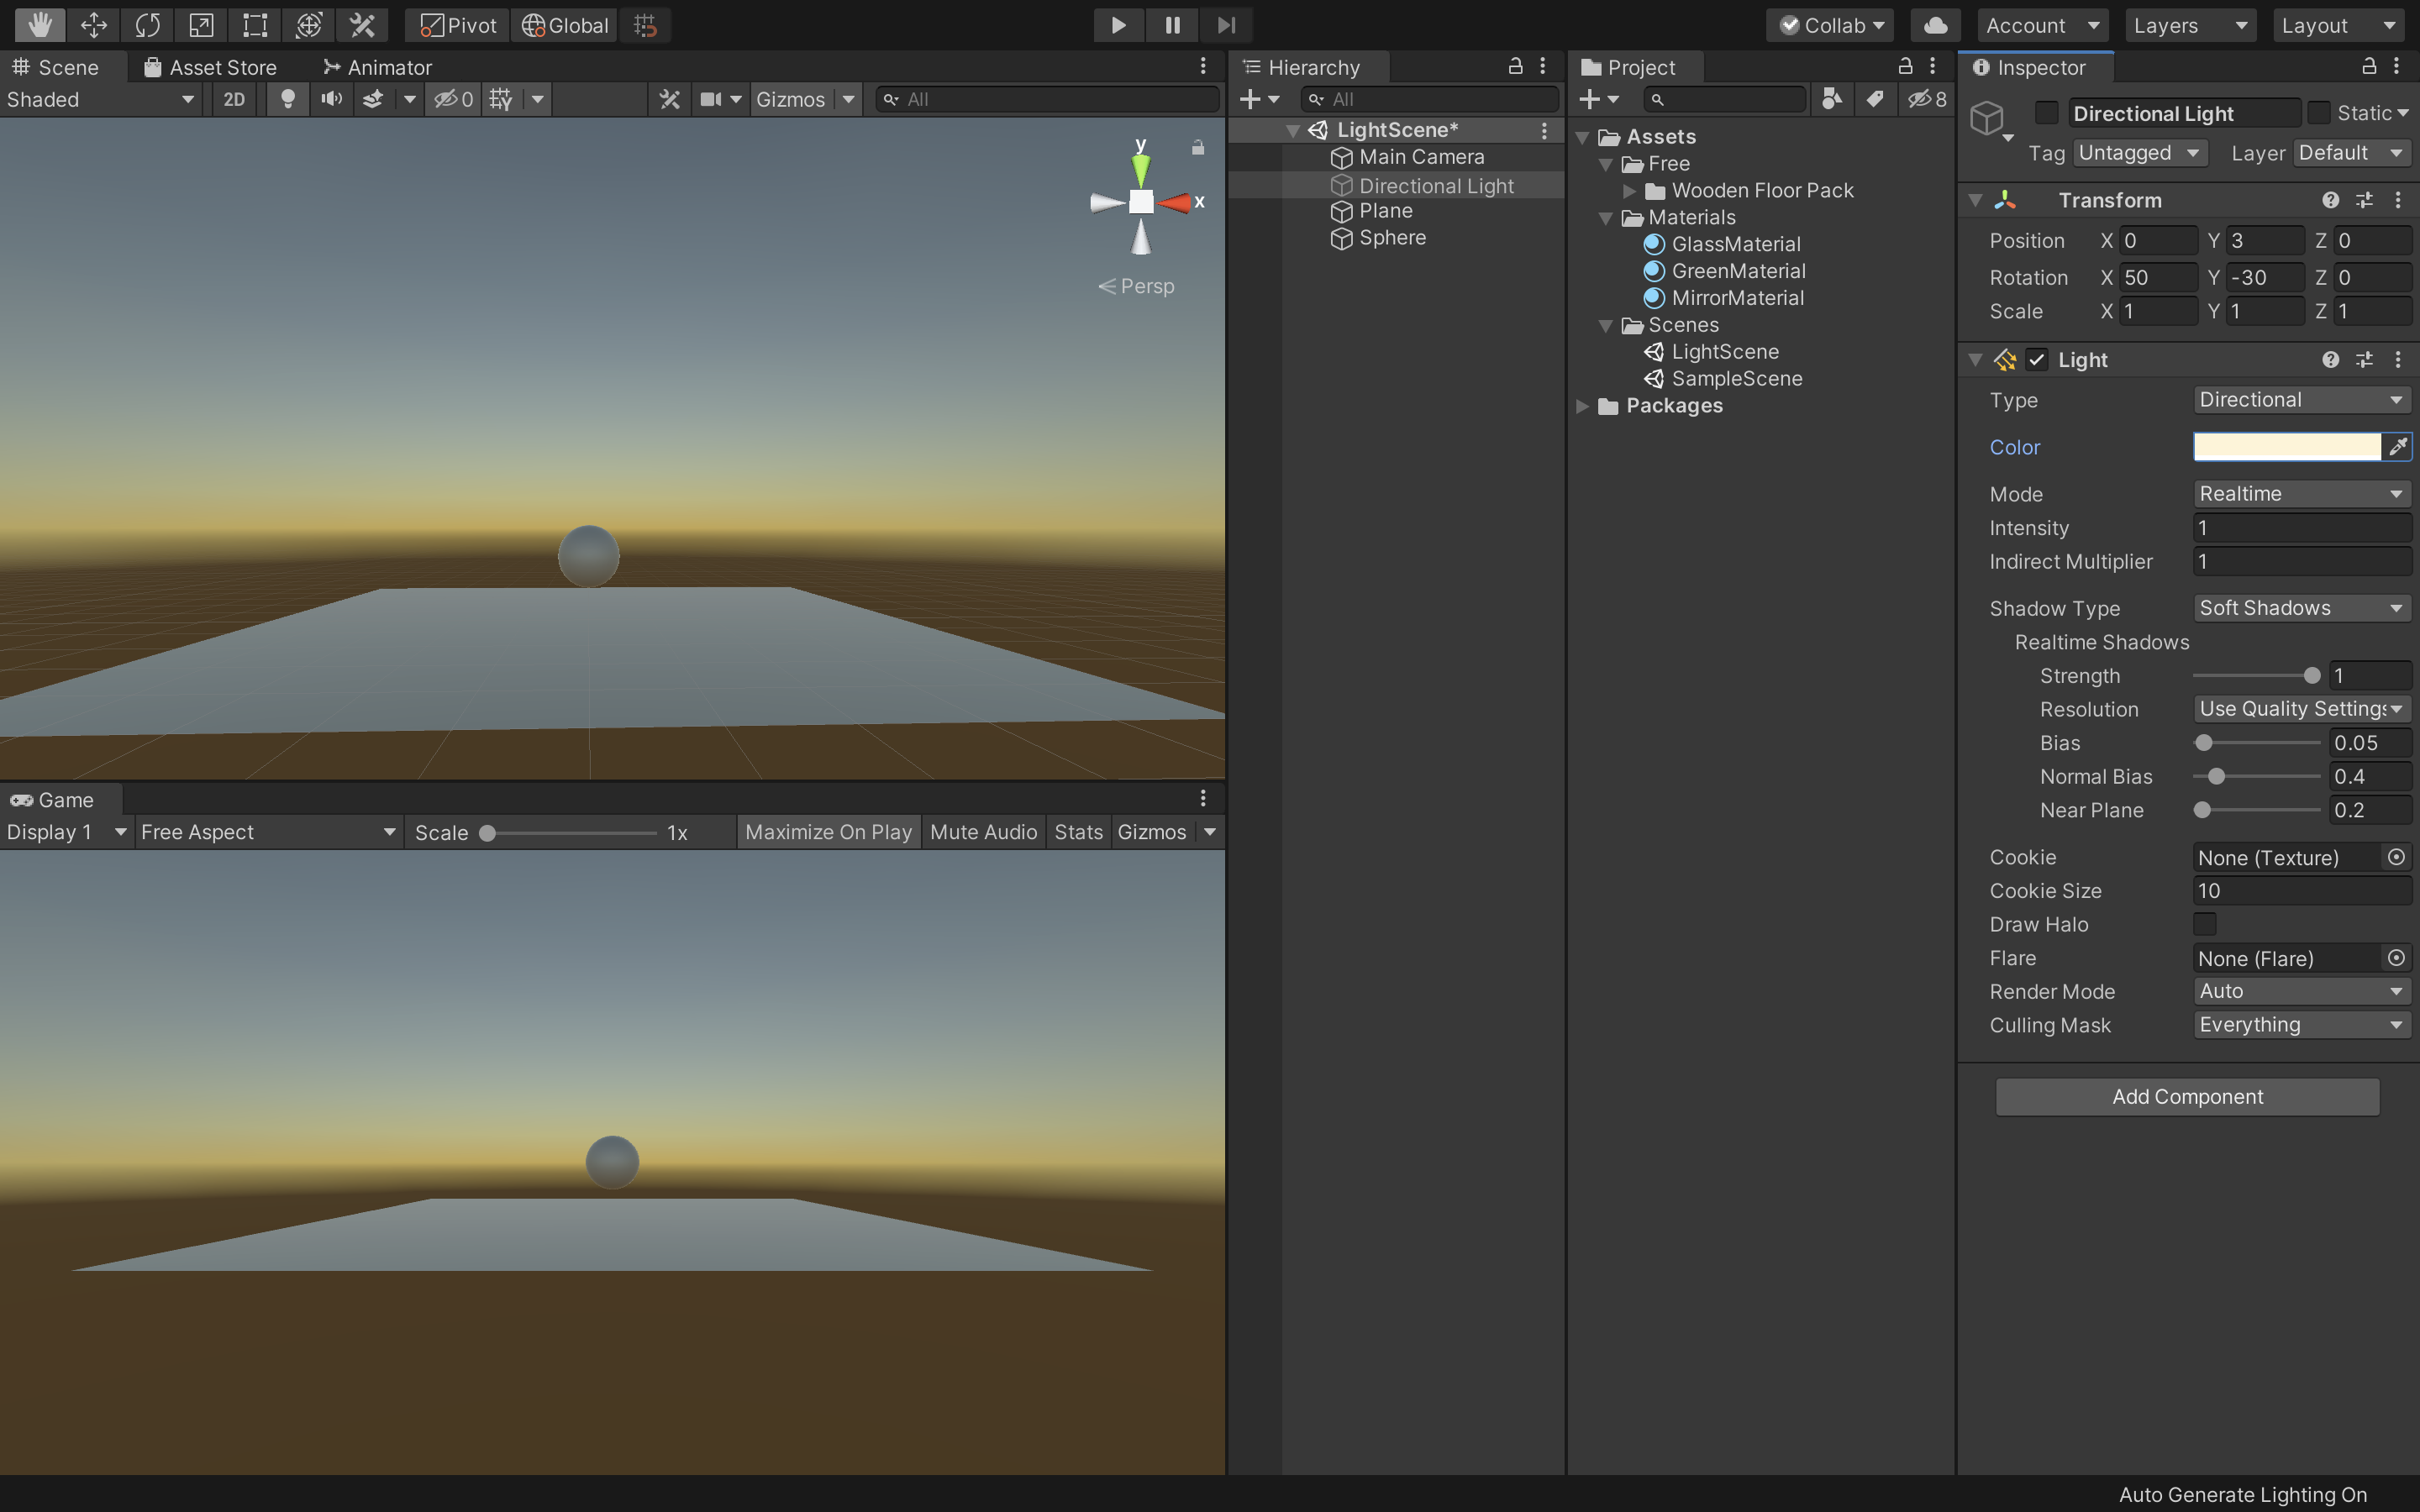 Pivot Global Collab Account Layers Layout
Scene Asset Store Animator
Shaded 2D 0 Gizmos All
y
x
Persp
Game
Display 1 Free Aspect Scale 1x Maximize On Play Mute Audio Stats Gizmos
Hierarchy
All
LightScene*
Main Camera
Directional Light
Plane
Sphere
Project
8
Assets
Free
Wooden Floor Pack
Materials
GlassMaterial
GreenMaterial
MirrorMaterial
Scenes
LightScene
SampleScene
Packages
Inspector
Directional Light Static
Tag Untagged Layer Default
Transform
Position X 0 Y 3 Z 0
Rotation X 50 Y -30 Z 0
Scale X 1 Y 1 Z 1
Light
Type Directional
Color
Mode Realtime
Intensity 1
Indirect Multiplier 1
Shadow Type Soft Shadows
Realtime Shadows
Strength 1
Resolution Use Quality Settings
Bias 0.05
Normal Bias 0.4
Near Plane 0.2
Cookie None (Texture)
Cookie Size 10
Draw Halo
Flare None (Flare)
Render Mode Auto
Culling Mask Everything
Add Component
Auto Generate Lighting On